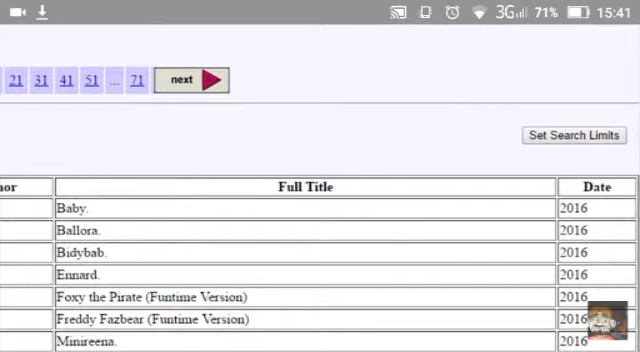 3G 71% 15:41
21 31 41 51 ... 71 next
Set Search Limits
hor Full Title Date
Baby. 2016
Ballora. 2016
Bidybab. 2016
Ennard. 2016
Foxy the Pirate (Funtime Version) 2016
Freddy Fazbear (Funtime Version) 2016
Minireena. 2016